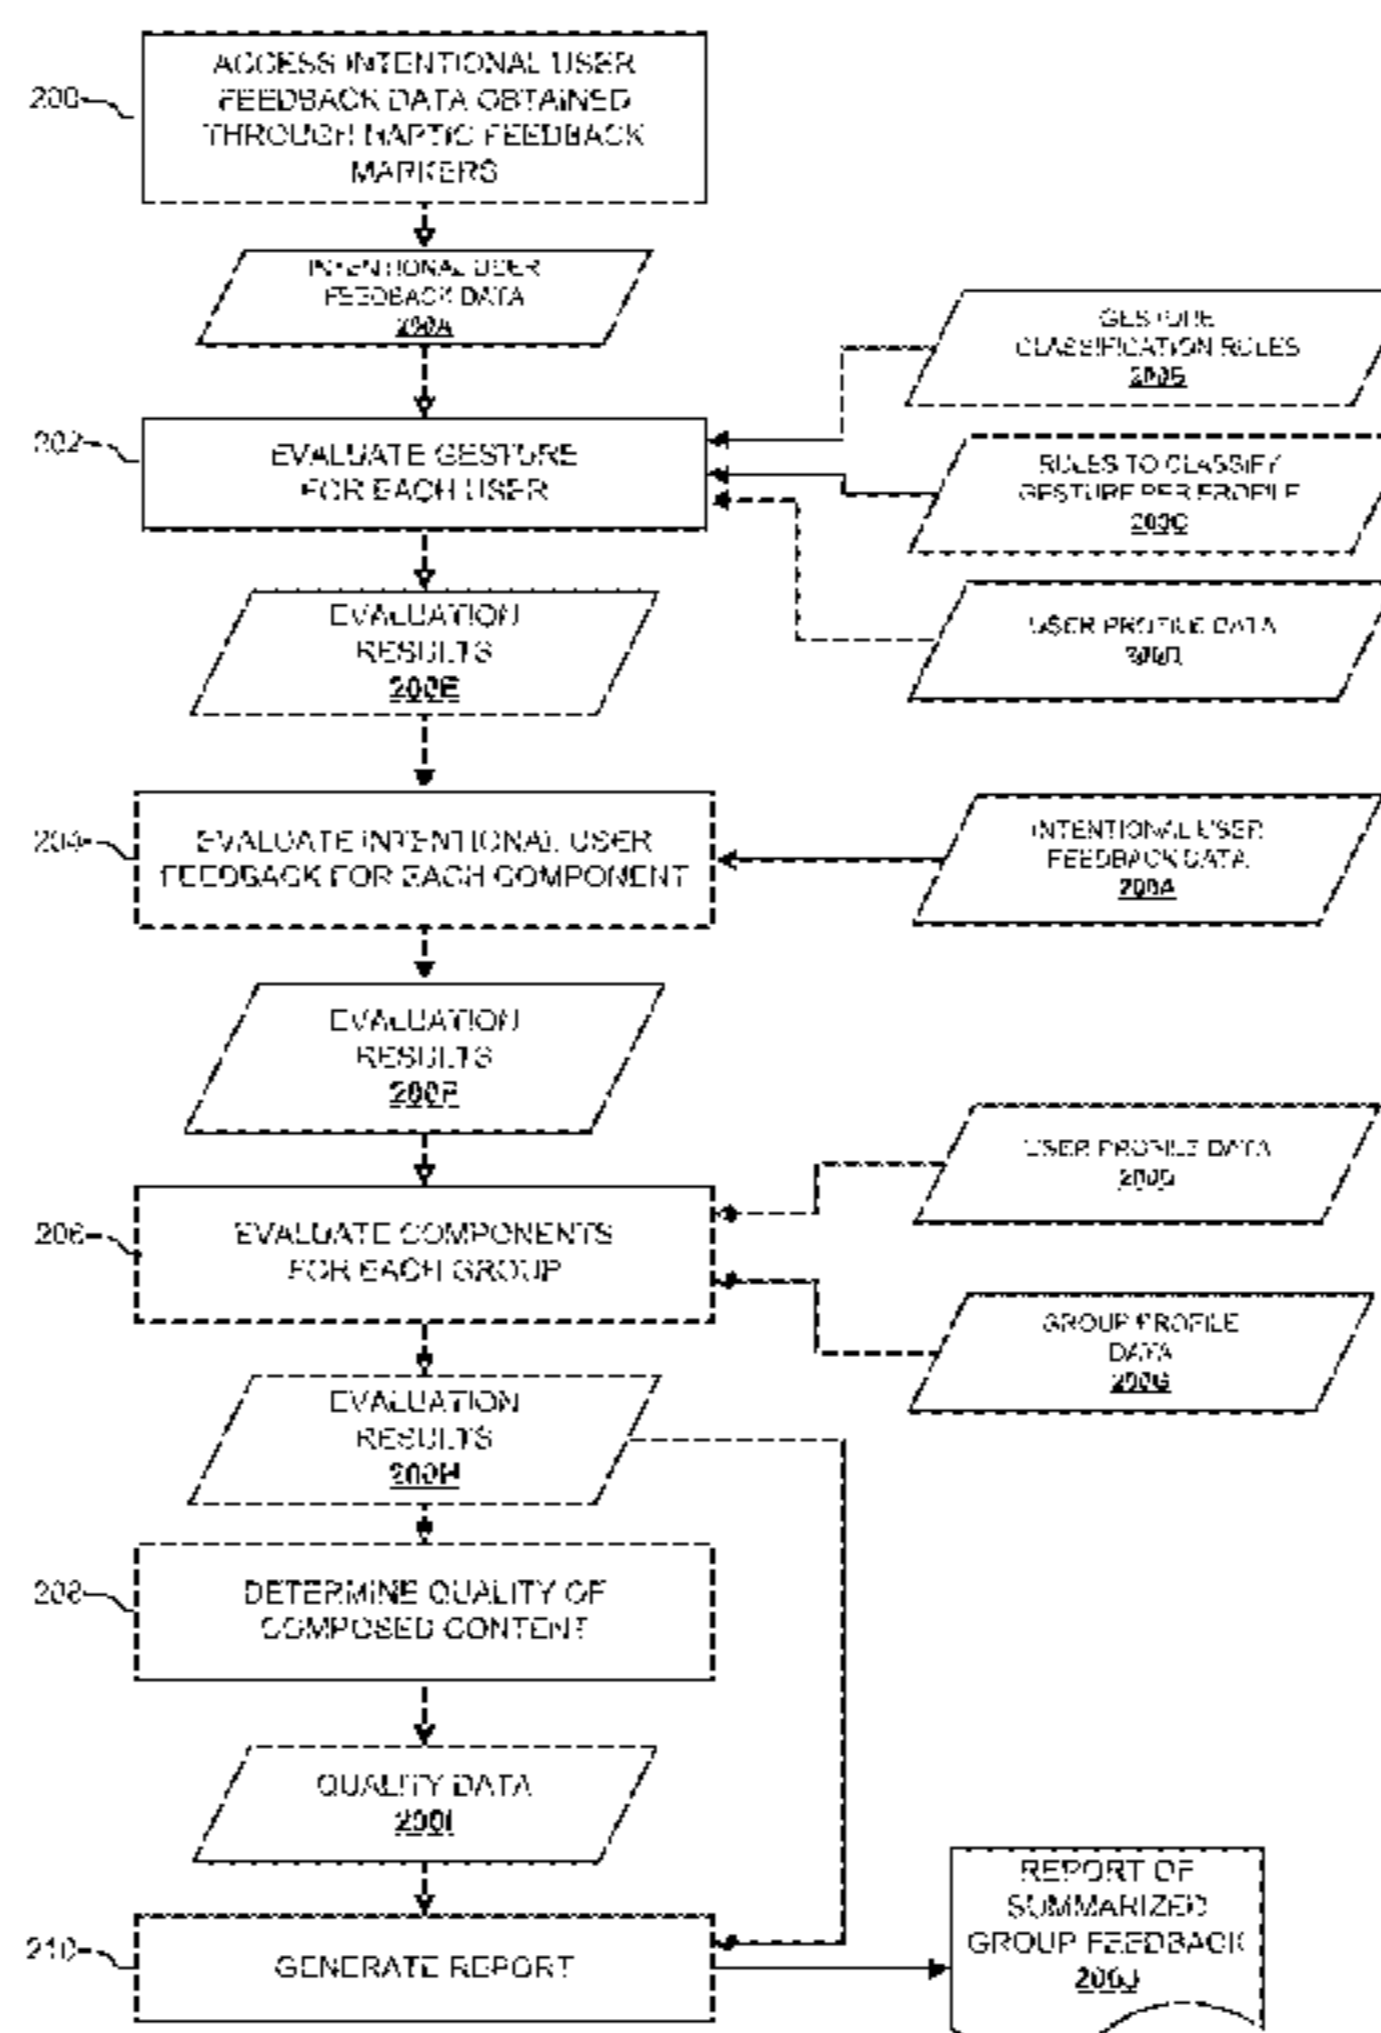 200
ACCESS INTENTIONAL USER
FEEDBACK DATA OBTAINED
THROUGH HAPTIC FEEDBACK
MARKERS
INTENTIONAL USER
FEEDBACK DATA
200A
GESTURE
CLASSIFICATION RULES
200B
202
EVALUATE GESTURE
FOR EACH USER
RULES TO CLASSIFY
GESTURE PER PROFILE
200C
EVALUATION
RESULTS
200E
USER PROFILE DATA
200D
204
EVALUATE INTENTIONAL USER
FEEDBACK FOR EACH COMPONENT
INTENTIONAL USER
FEEDBACK DATA
200A
EVALUATION
RESULTS
200F
USER PROFILE DATA
200D
206
EVALUATE COMPONENTS
FOR EACH GROUP
GROUP PROFILE
DATA
200G
EVALUATION
RESULTS
200H
208
DETERMINE QUALITY OF
COMPOSED CONTENT
QUALITY DATA
200I
210
GENERATE REPORT
REPORT OF
SUMMARIZED
GROUP FEEDBACK
200J